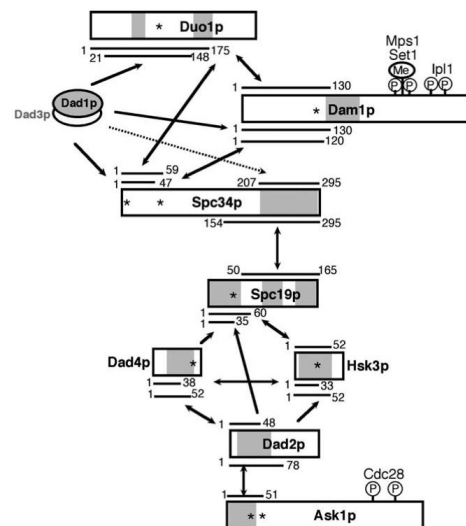 * Duo1p
1 175
21 148
Mps1
Set1
Me
Ipl1
P P P P
1 130
* Dam1p
1 130
1 120
Dad1p
Dad3p
1 59
1 47
207 295
* * Spc34p
154 295
50 165
* Spc19p
1 60
1 35
Dad4p
*
1 38
1 52
1 52
* Hsk3p
1 33
1 52
1 48
Dad2p
1 78
1 51
Cdc28
P P
* * Ask1p